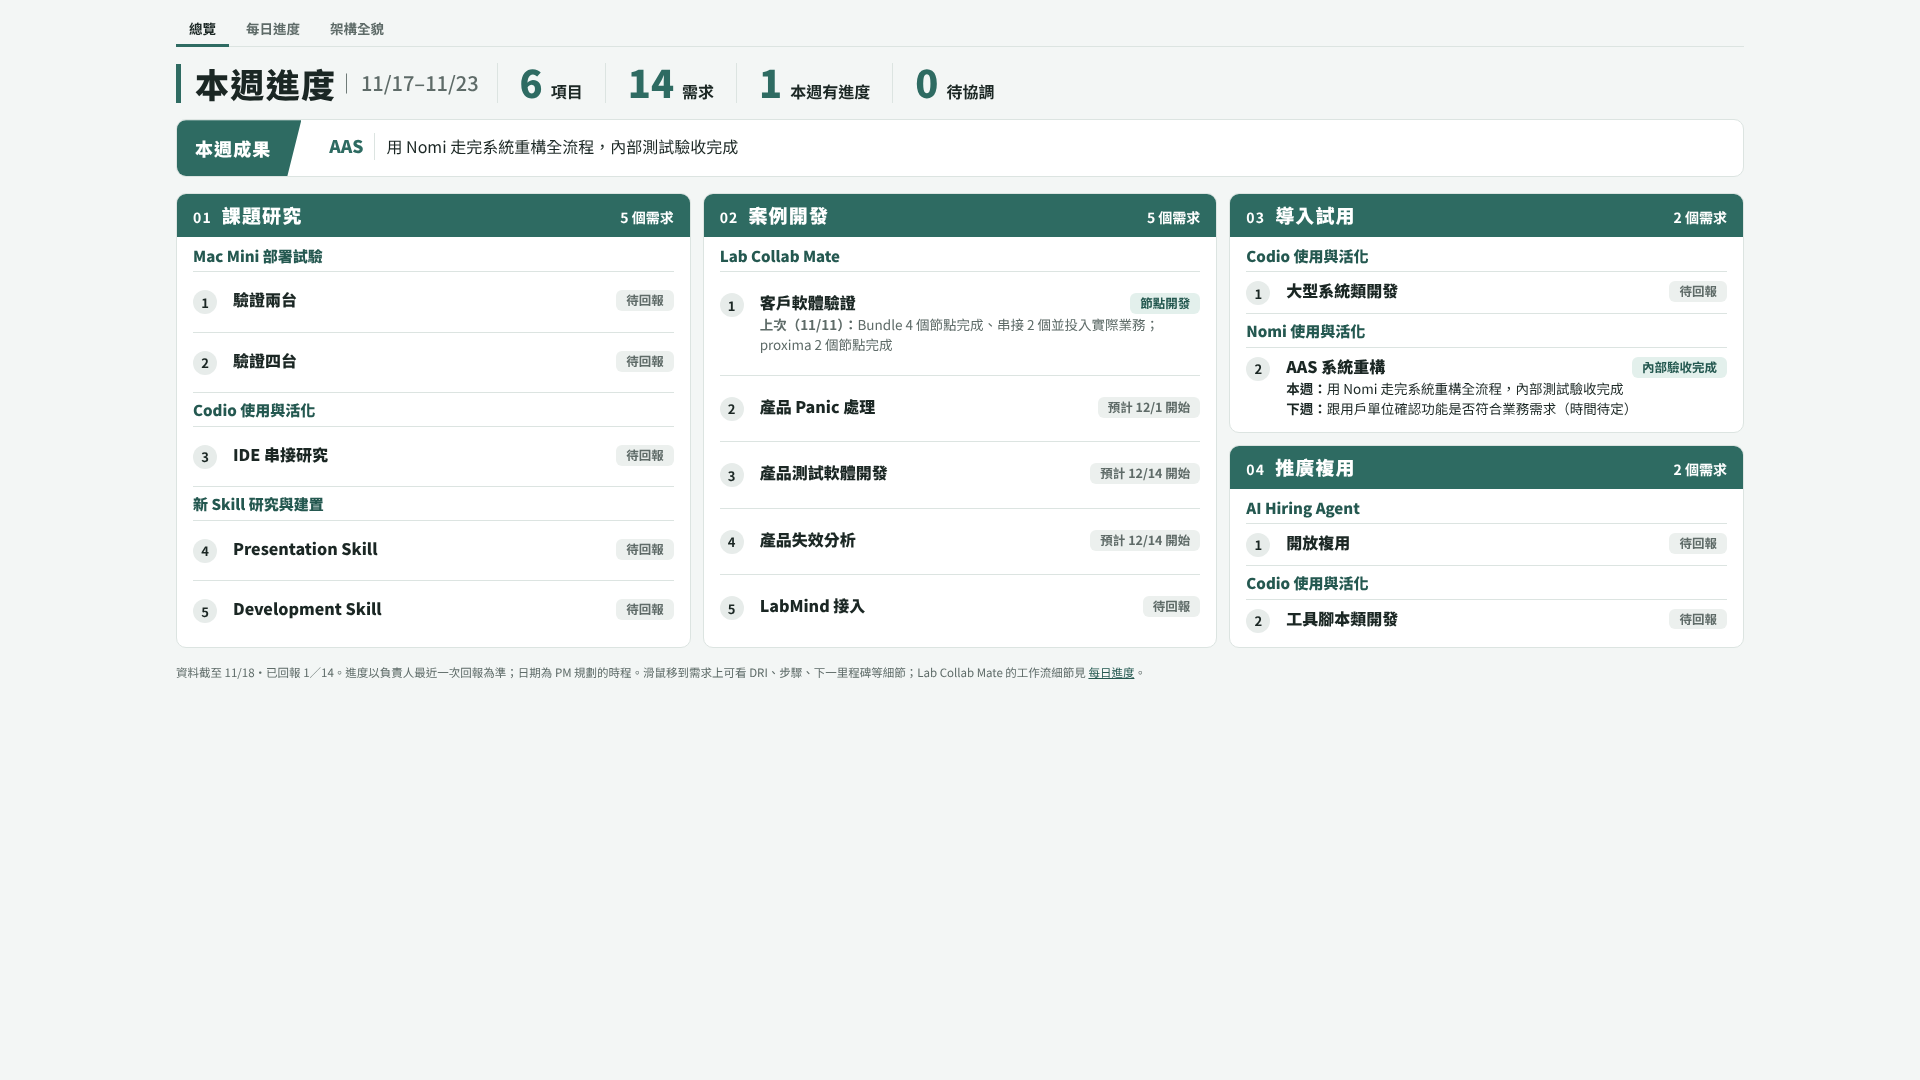 總覽 每日進度 架構全貌
本週進度 | 11/17–11/23 6 項目 14 需求 1 本週有進度 0 待協調
本週成果 AAS 用 Nomi 走完系統重構全流程，內部測試驗收完成
01 課題研究 5 個需求
Mac Mini 部署試驗
1 驗證兩台 待回報
2 驗證四台 待回報
Codio 使用與活化
3 IDE 串接研究 待回報
新 Skill 研究與建置
4 Presentation Skill 待回報
5 Development Skill 待回報
02 案例開發 5 個需求
Lab Collab Mate
1 客戶軟體驗證 節點開發
上次（11/11）：Bundle 4 個節點完成、串接 2 個並投入實際業務；
proxima 2 個節點完成
2 產品 Panic 處理 預計 12/1 開始
3 產品測試軟體開發 預計 12/14 開始
4 產品失效分析 預計 12/14 開始
5 LabMind 接入 待回報
03 導入試用 2 個需求
Codio 使用與活化
1 大型系統類開發 待回報
Nomi 使用與活化
2 AAS 系統重構 內部驗收完成
本週：用 Nomi 走完系統重構全流程，內部測試驗收完成
下週：跟用戶單位確認功能是否符合業務需求（時間待定）
04 推廣複用 2 個需求
AI Hiring Agent
1 開放複用 待回報
Codio 使用與活化
2 工具腳本類開發 待回報
資料截至 11/18・已回報 1／14。進度以負責人最近一次回報為準；日期為 PM 規劃的時程。滑鼠移到需求上可看 DRI、步驟、下一里程碑等細節；Lab Collab Mate 的工作流細節見 每日進度。